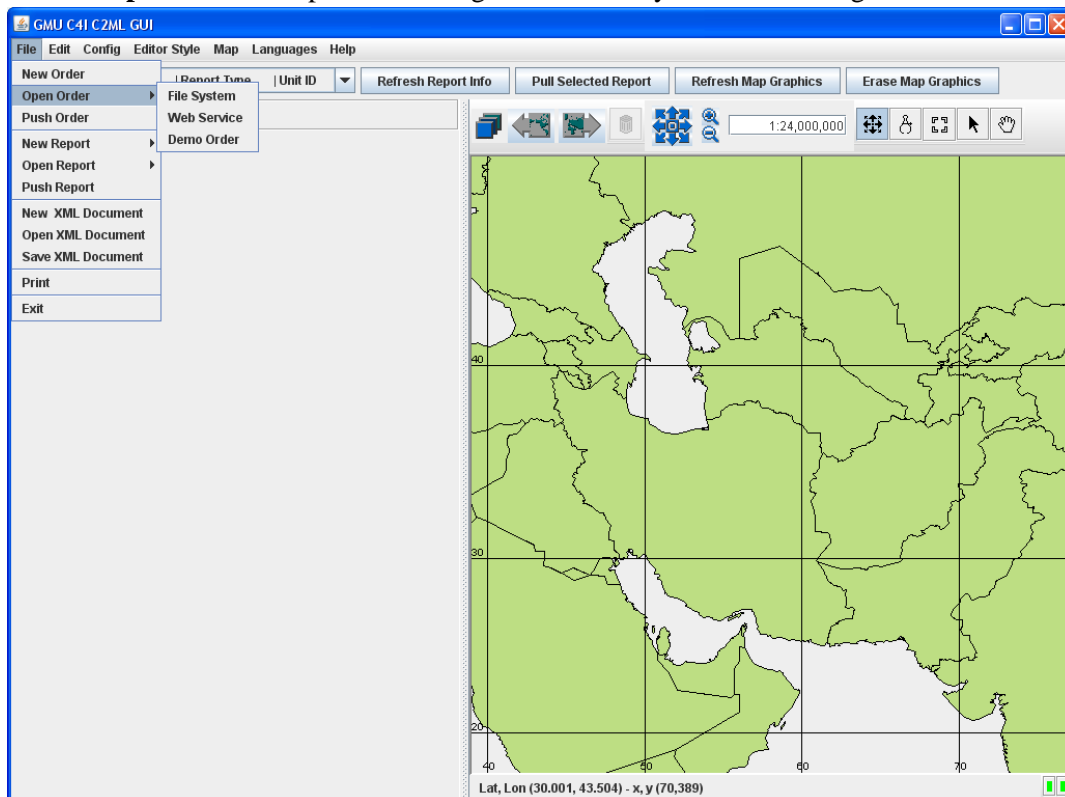 GMU C4I C2ML GUI
File Edit Config Editor Style Map Languages Help
| Report Type | Unit ID Refresh Report Info Pull Selected Report Refresh Map Graphics Erase Map Graphics
New Order
Open Order
File System
Push Order
Web Service
Demo Order
New Report
Open Report
Push Report
New XML Document
Open XML Document
Save XML Document
Print
Exit
1:24,000,000
40
30
20
40 50 60 70
Lat, Lon (30.001, 43.504) - x, y (70,389)